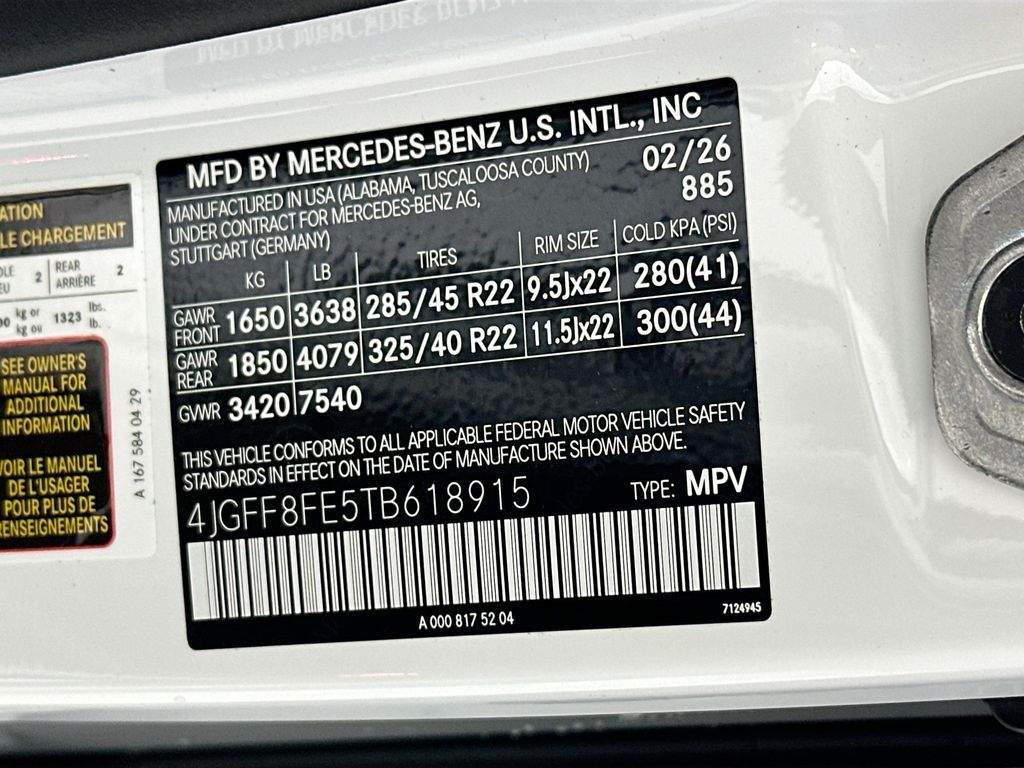 MFD BY MERCEDES-BENZ U.S. INTL., INC
MANUFACTURED IN USA (ALABAMA, TUSCALOOSA COUNTY) 02/26
UNDER CONTRACT FOR MERCEDES-BENZ AG, 885
STUTTGART (GERMANY)
KG LB TIRES RIM SIZE COLD KPA (PSI)
GAWR FRONT 1650 3638 285/45 R22 9.5Jx22 280(41)
GAWR REAR 1850 4079 325/40 R22 11.5Jx22 300(44)
GVWR 3420 7540
THIS VEHICLE CONFORMS TO ALL APPLICABLE FEDERAL MOTOR VEHICLE SAFETY
STANDARDS IN EFFECT ON THE DATE OF MANUFACTURE SHOWN ABOVE.
4JGFF8FE5TB618915 TYPE: MPV
A 000 817 52 04
7124945
CHARGEMENT
2 REAR ARRIÈRE 2
kg or kg ou 1323 lbs. lb.
SEE OWNER'S
MANUAL FOR
ADDITIONAL
INFORMATION
VOIR LE MANUEL
DE L'USAGER
POUR PLUS DE
RENSEIGNEMENTS
A 167 584 04 29